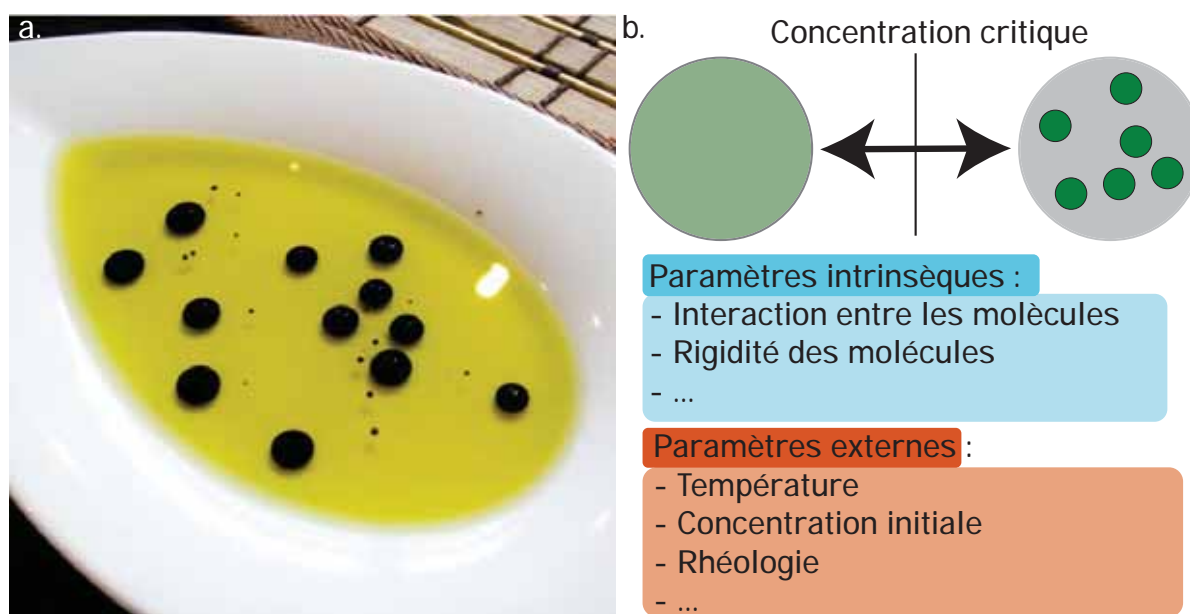 a.
b.
Concentration critique
Paramètres intrinsèques :
- Interaction entre les molècules
- Rigidité des molécules
- ...
Paramètres externes :
- Température
- Concentration initiale
- Rhéologie
- ...